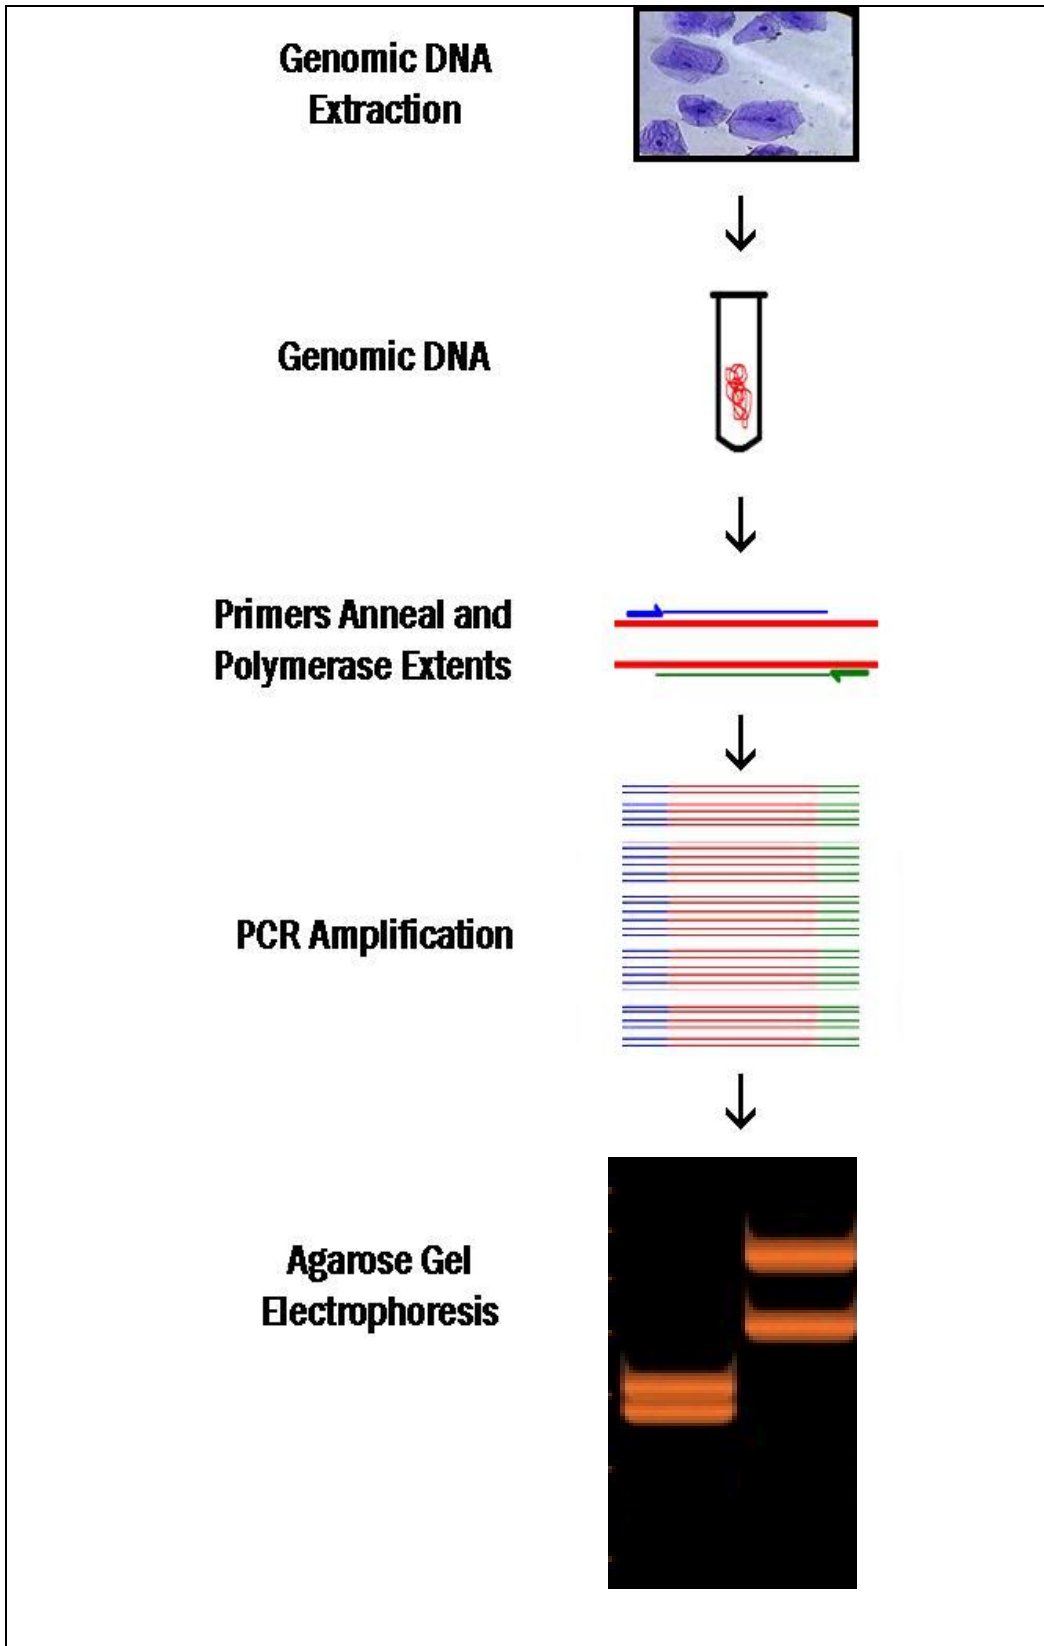 Genomic DNA
Extraction
Genomic DNA
Primers Anneal and
Polymerase Extents
PCR Amplification
Agarose Gel
Electrophoresis